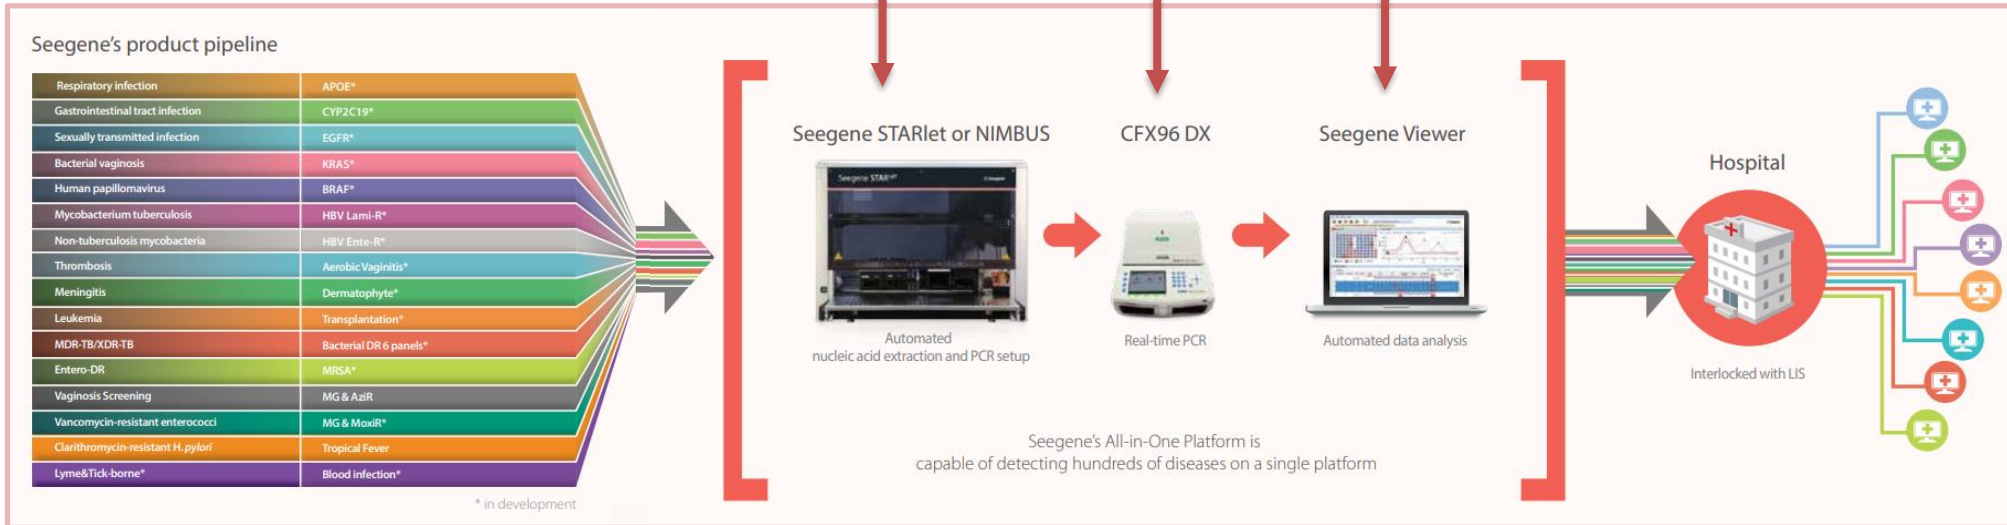 Seegene's product pipeline
Respiratory infection
APOE*
Gastrointestinal tract infection
CYP2C19*
Sexually transmitted infection
EGFR*
Bacterial vaginosis
KRAS*
Human papillomavirus
BRAF*
Mycobacterium tuberculosis
HBV Lami-R*
Non-tuberculosis mycobacteria
HBV Ente-R*
Thrombosis
Aerobic Vaginitis*
Meningitis
Dermatophyte*
Leukemia
Transplantation*
MDR-TB/XDR-TB
Bacterial DR 6 panels*
Entero-DR
MRSA*
Vaginosis Screening
MG & AziR
Vancomycin-resistant enterococci
MG & MoxiR*
Clarithromycin-resistant H. pylori
Tropical Fever
Lyme&Tick-borne*
Blood infection*
* in development
Seegene STARlet or NIMBUS
Seegene STARlet
Automated
nucleic acid extraction and PCR setup
CFX96 DX
Real-time PCR
Seegene Viewer
Automated data analysis
Seegene's All-in-One Platform is
capable of detecting hundreds of diseases on a single platform
Hospital
Interlocked with LIS